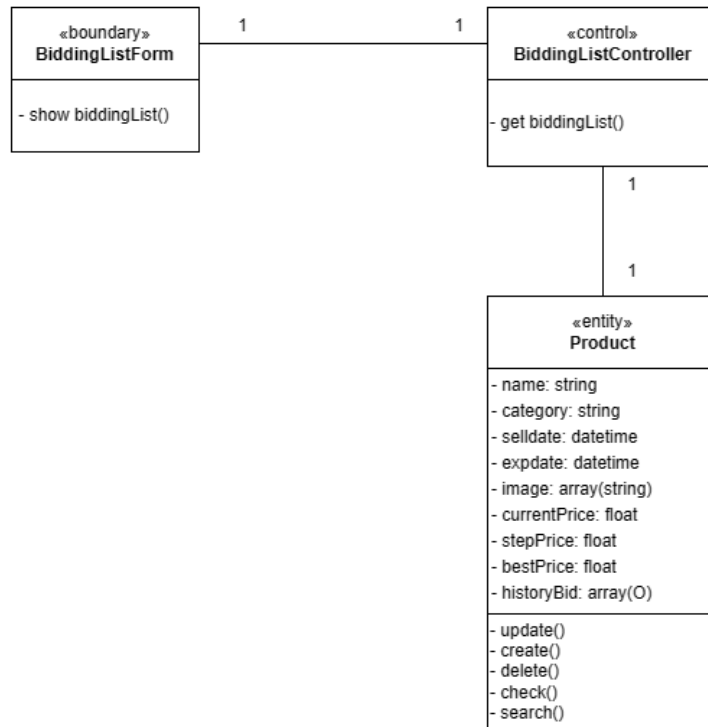 «boundary»
BiddingListForm
- show biddingList()
1
1
«control»
BiddingListController
- get biddingList()
1
1
«entity»
Product
- name: string
- category: string
- selldate: datetime
- expdate: datetime
- image: array(string)
- currentPrice: float
- stepPrice: float
- bestPrice: float
- historyBid: array(O)
- update()
- create()
- delete()
- check()
- search()